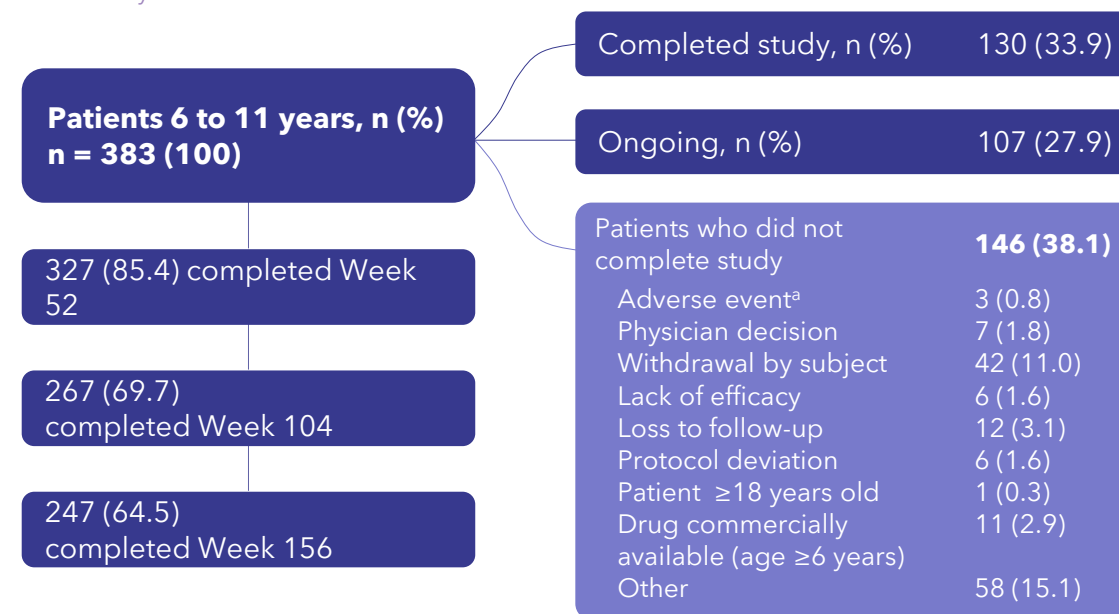 Patients 6 to 11 years, n (%)
n = 383 (100)
327 (85.4) completed Week
52
267 (69.7)
completed Week 104
247 (64.5)
completed Week 156
Completed study, n (%) 130 (33.9)
Ongoing, n (%) 107 (27.9)
Patients who did not
complete study 146 (38.1)
Adverse eventᵃ 3 (0.8)
Physician decision 7 (1.8)
Withdrawal by subject 42 (11.0)
Lack of efficacy 6 (1.6)
Loss to follow-up 12 (3.1)
Protocol deviation 6 (1.6)
Patient ≥18 years old 1 (0.3)
Drug commercially 11 (2.9)
available (age ≥6 years)
Other 58 (15.1)